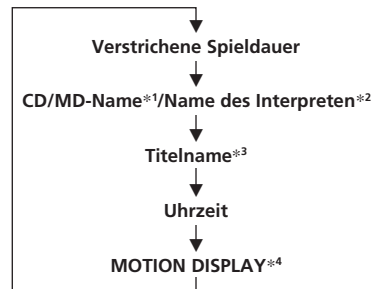 Verstrichene Spieldauer
CD/MD-Name*1/Name des Interpreten*2
Titelname*3
Uhrzeit
MOTION DISPLAY*4